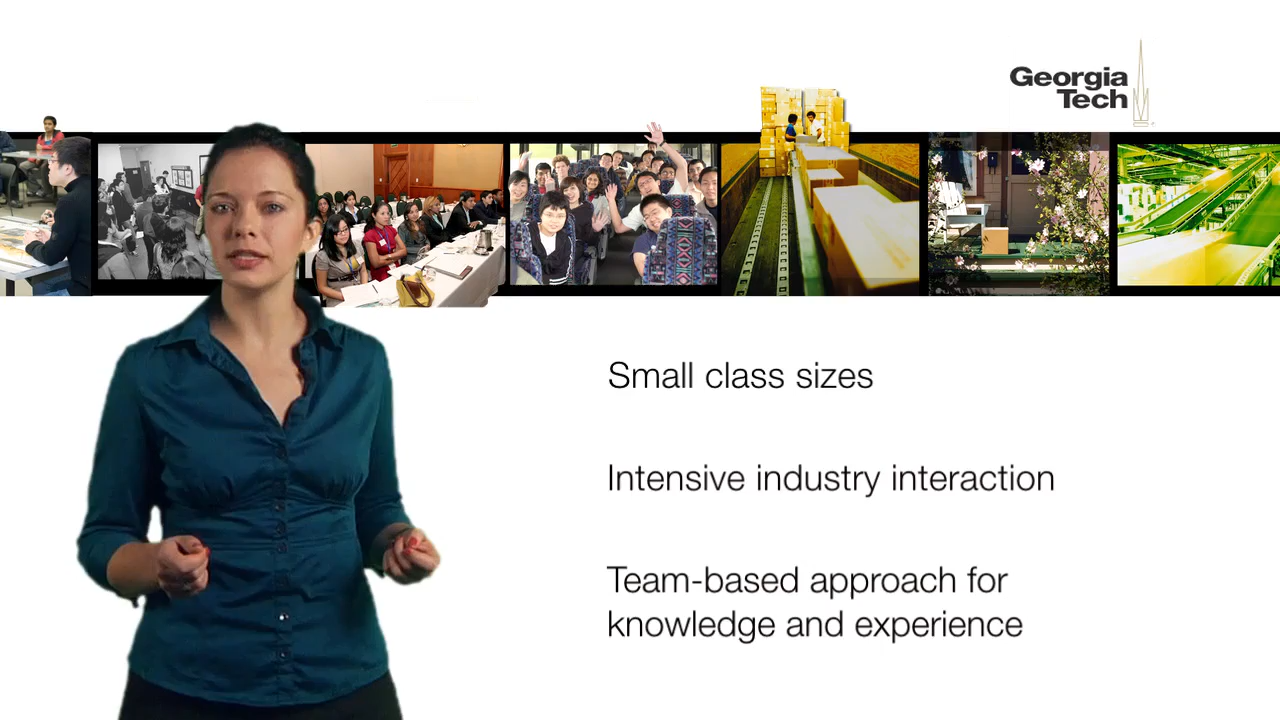 Georgia
Tech
Small class sizes
Intensive industry interaction
Team-based approach for
knowledge and experience